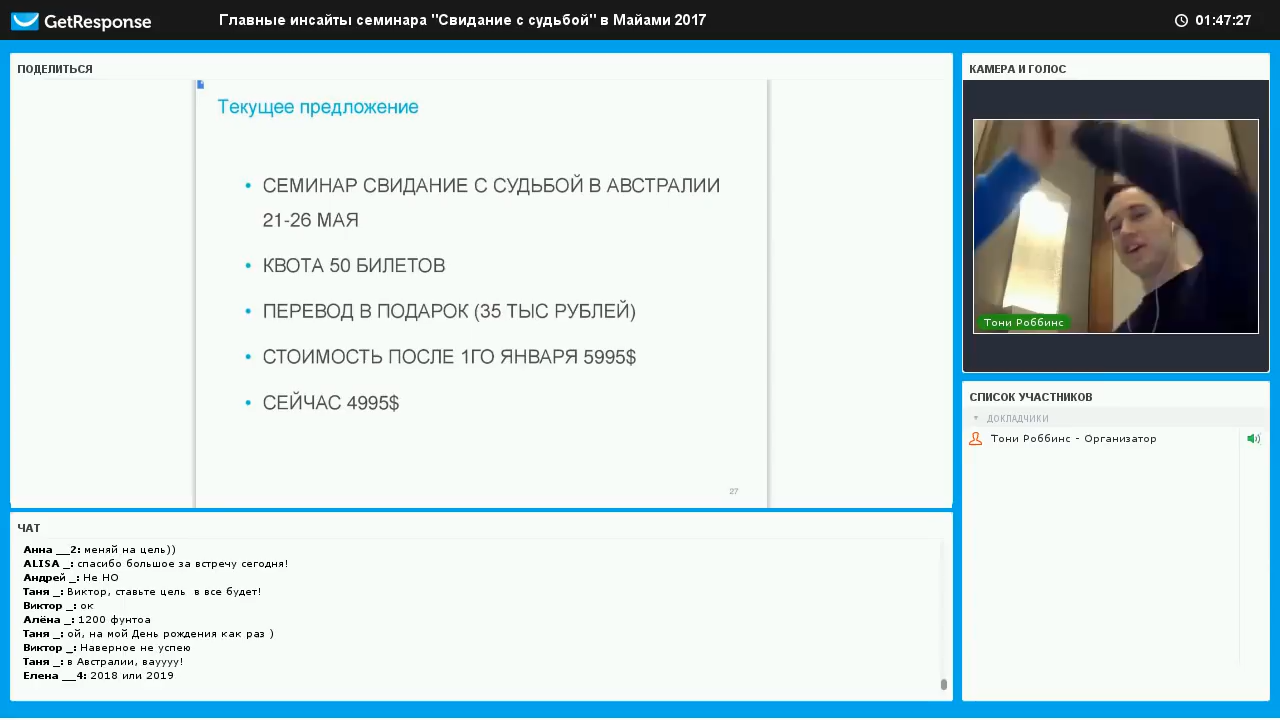 GetResponse
Главные инсайты семинара "Свидание с судьбой" в Майами 2017
01:47:27
ПОДЕЛИТЬСЯ
Текущее предложение
• СЕМИНАР СВИДАНИЕ С СУДЬБОЙ В АВСТРАЛИИ
21-26 МАЯ
• КВОТА 50 БИЛЕТОВ
• ПЕРЕВОД В ПОДАРОК (35 ТЫС РУБЛЕЙ)
• СТОИМОСТЬ ПОСЛЕ 1ГО ЯНВАРЯ 5995$
• СЕЙЧАС 4995$
27
КАМЕРА И ГОЛОС
Тони Роббинс
СПИСОК УЧАСТНИКОВ
ДОКЛАДЧИКИ
Тони Роббинс - Организатор
ЧАТ
Анна __2: меняй на цель))
ALISA _: спасибо большое за встречу сегодня!
Андрей _: Не НО
Таня _: Виктор, ставьте цель в все будет!
Виктор _: ок
Алёна _: 1200 фунтоа
Таня _: ой, на мой День рождения как раз )
Виктор _: Наверное не успею
Таня _: в Австралии, вауууу!
Елена __4: 2018 или 2019